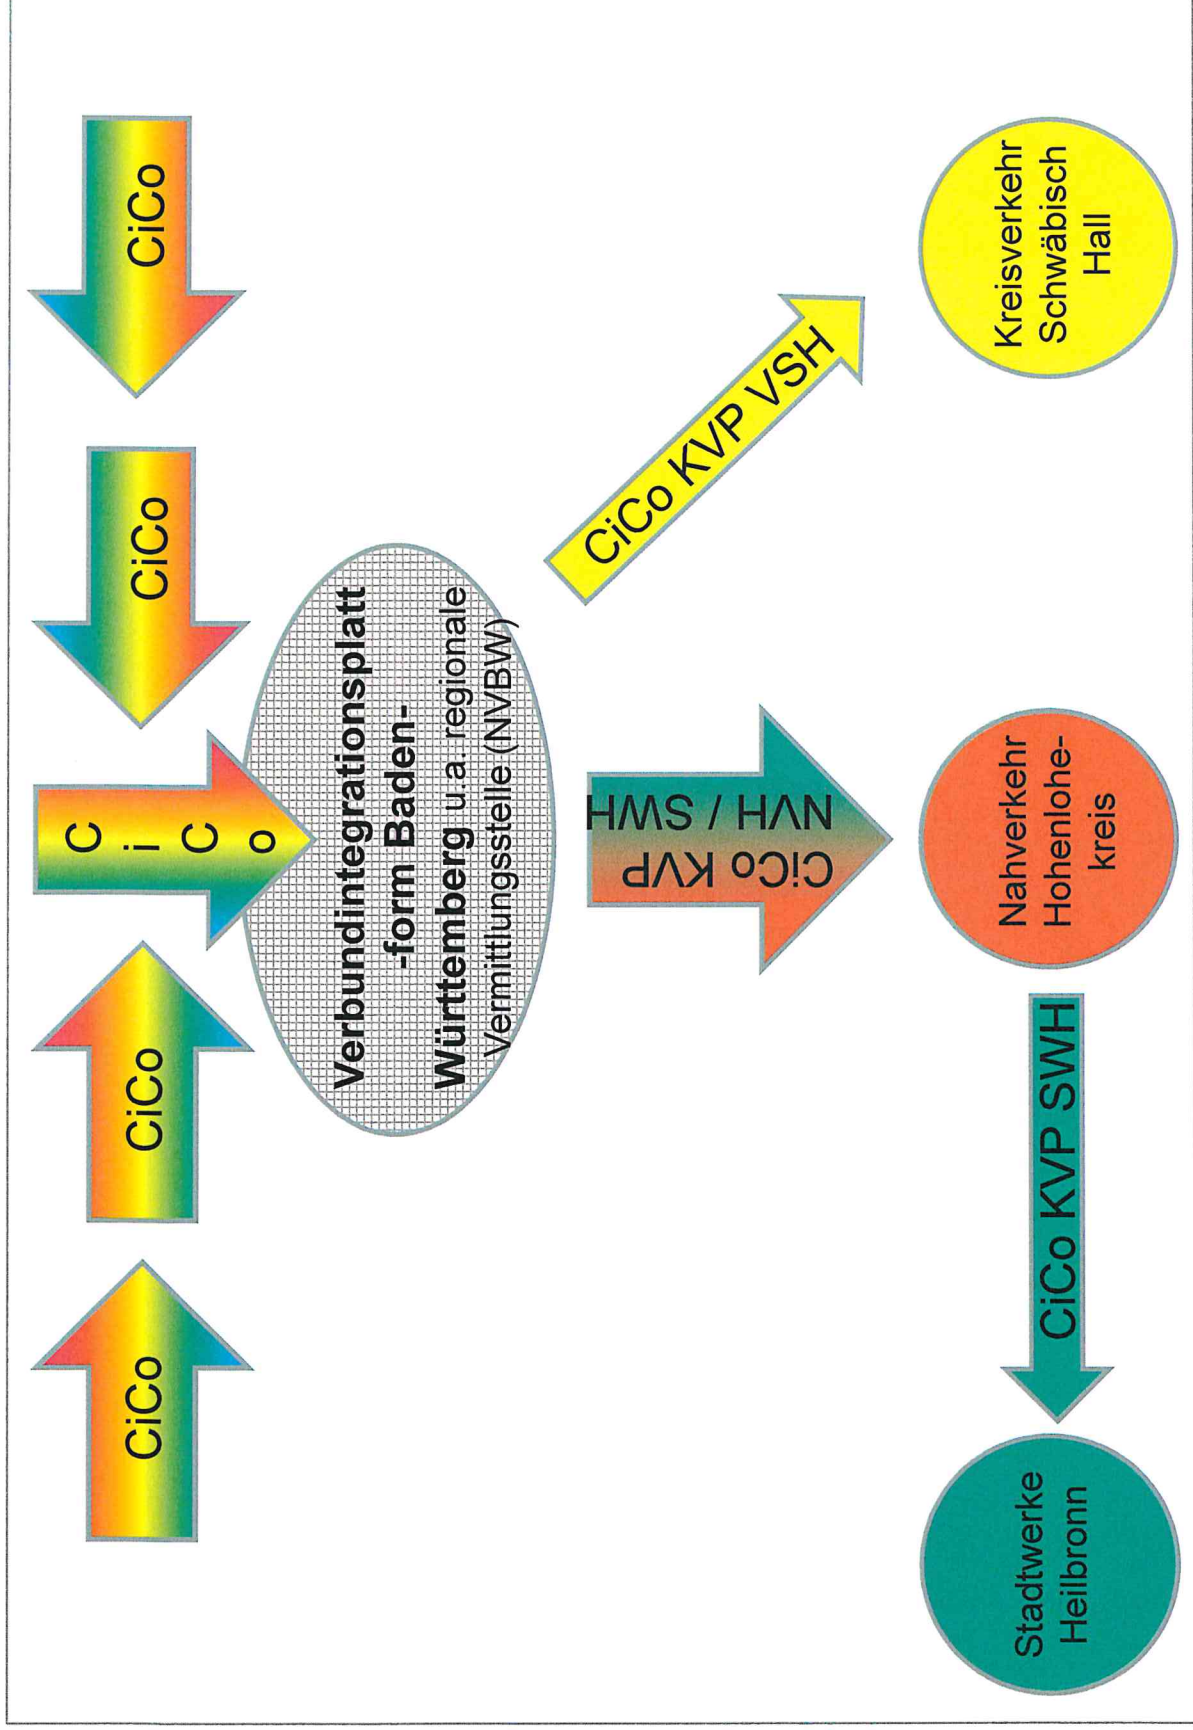 CiCo
CiCo
C
i
C
o
CiCo
CiCo
Verbundintegrationsplatt
-form Baden-
Württemberg u.a. regionale
Vermittlungsstelle (NVBW)
CiCo KVP
NVH / SWH
CiCo KVP VSH
Stadtwerke
Heilbronn
CiCo KVP SWH
Nahverkehr
Hohenlohe-
kreis
Kreisverkehr
Schwäbisch
Hall